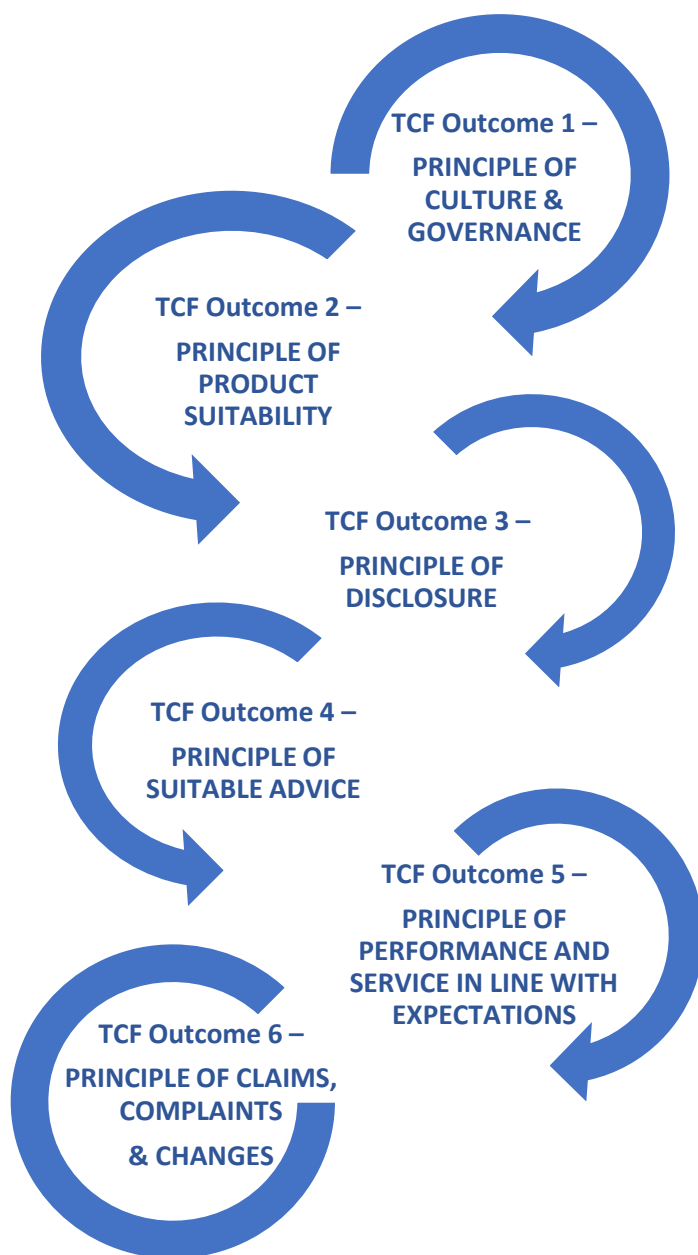 TCF Outcome 1 –
PRINCIPLE OF
CULTURE &
GOVERNANCE
TCF Outcome 2 –
PRINCIPLE OF
PRODUCT
SUITABILITY
TCF Outcome 3 –
PRINCIPLE OF
DISCLOSURE
TCF Outcome 4 –
PRINCIPLE OF
SUITABLE ADVICE
TCF Outcome 5 –
PRINCIPLE OF
PERFORMANCE AND
SERVICE IN LINE WITH
EXPECTATIONS
TCF Outcome 6 –
PRINCIPLE OF CLAIMS,
COMPLAINTS
& CHANGES